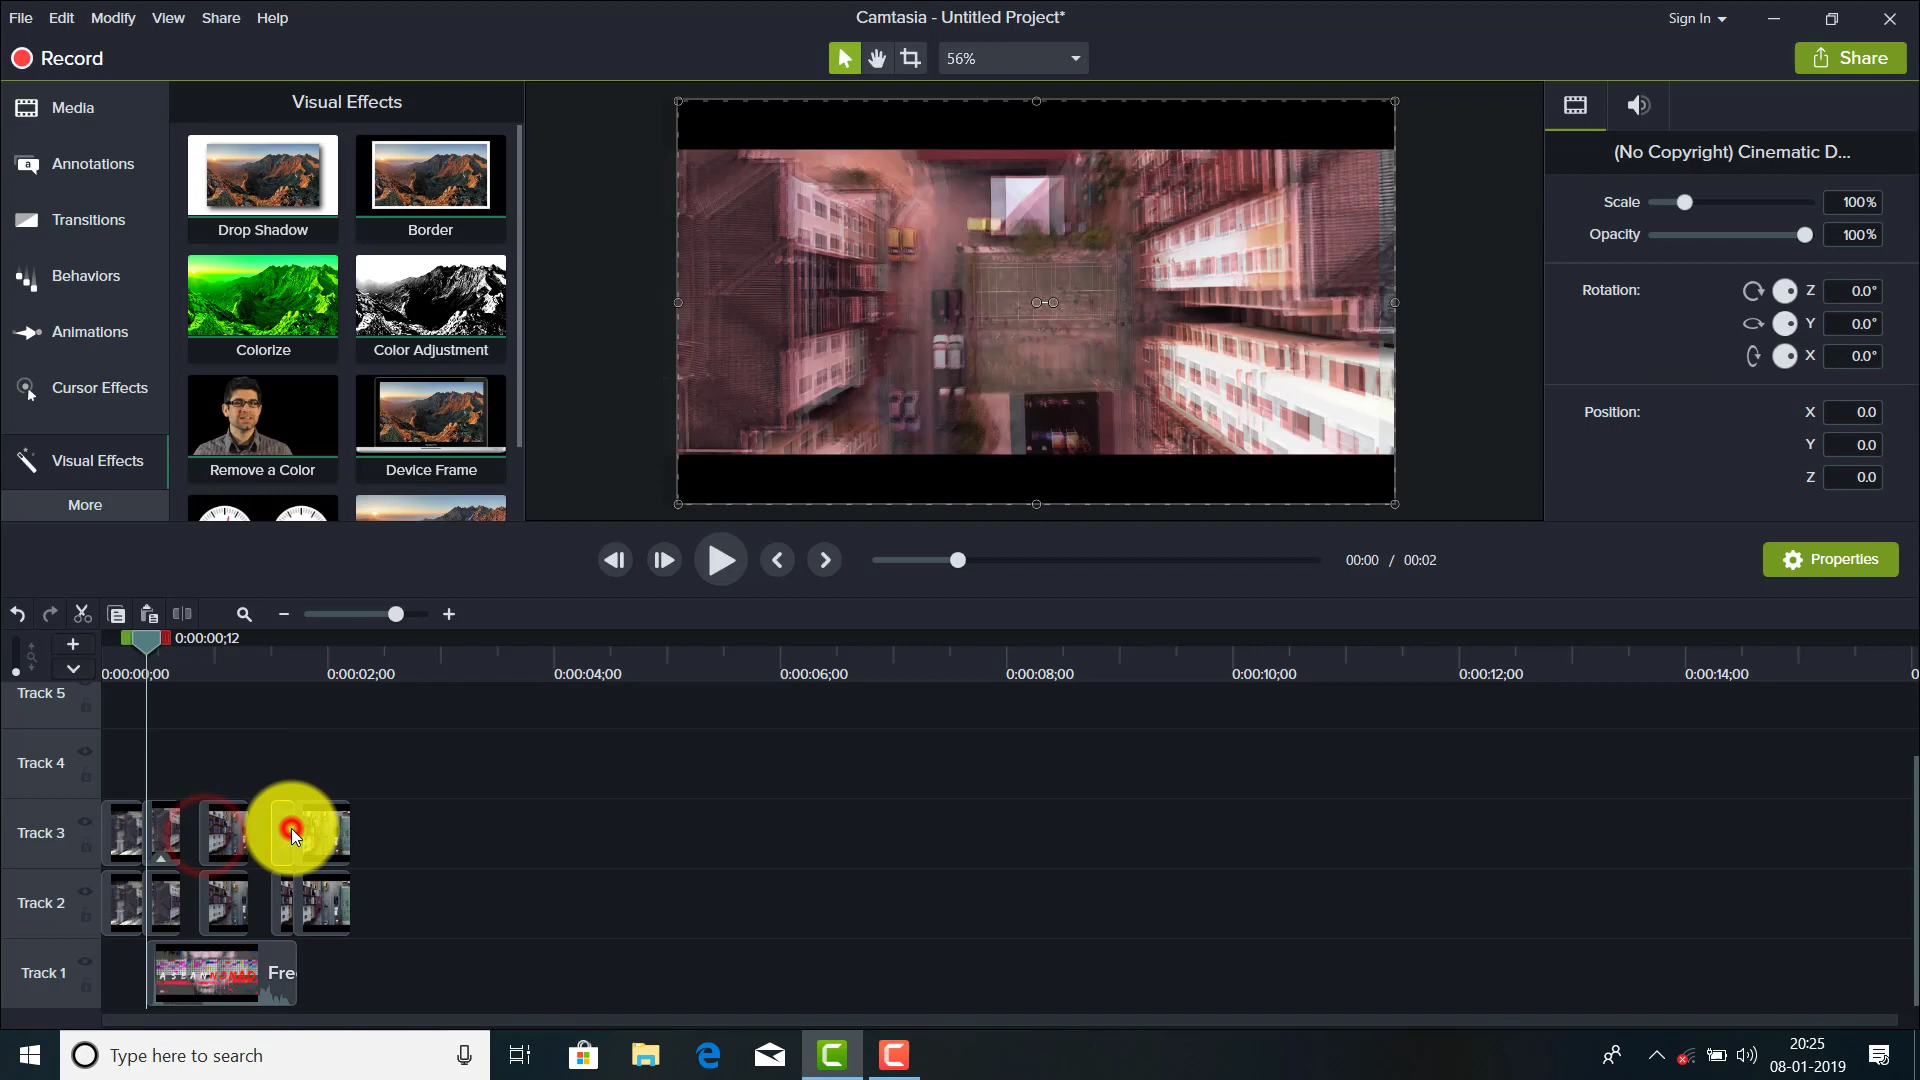 File Edit Modify View Share Help
Camtasia - Untitled Project*
Sign In
Record
56%
Share
Media
Annotations
Transitions
Behaviors
Animations
Cursor Effects
Visual Effects
More
Visual Effects
Drop Shadow
Border
Colorize
Color Adjustment
Remove a Color
Device Frame
(No Copyright) Cinematic D...
Scale 100%
Opacity 100%
Rotation: Z 0.0°
Y 0.0°
X 0.0°
Position: X 0.0
Y 0.0
Z 0.0
00:00 / 00:02
Properties
0:00:00;12
0:00:00;00 0:00:02;00 0:00:04;00 0:00:06;00 0:00:08;00 0:00:10;00 0:00:12;00 0:00:14;00 0
Track 5
Track 4
Track 3
Track 2
Track 1
ASEANNOMAD
Fre
Type here to search
20:25
08-01-2019